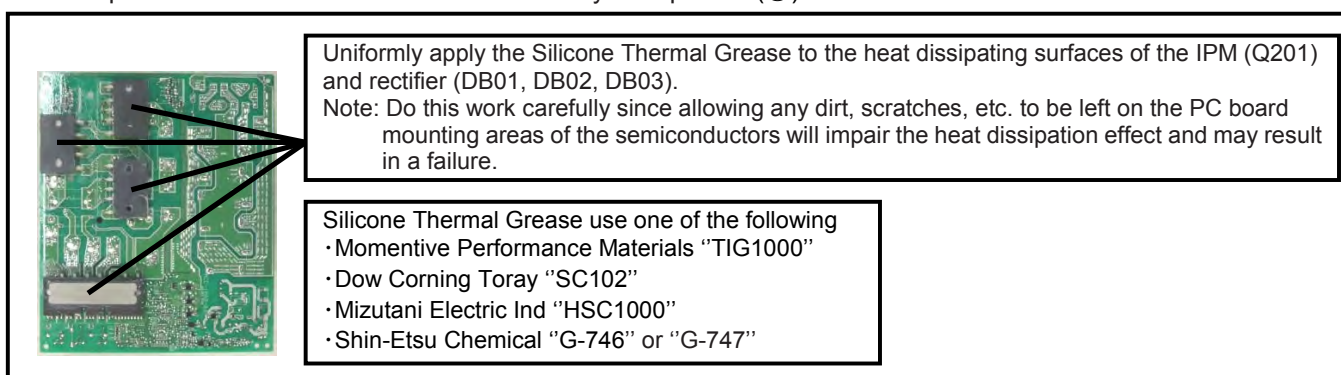 Uniformly apply the Silicone Thermal Grease to the heat dissipating surfaces of the IPM (Q201)
and rectifier (DB01, DB02, DB03).
Note: Do this work carefully since allowing any dirt, scratches, etc. to be left on the PC board
mounting areas of the semiconductors will impair the heat dissipation effect and may result
in a failure.
Silicone Thermal Grease use one of the following
･Momentive Performance Materials ‘’TIG1000’’
･Dow Corning Toray ‘’SC102’’
･Mizutani Electric Ind ‘’HSC1000’’
･Shin-Etsu Chemical ‘’G-746’’ or ‘’G-747’’